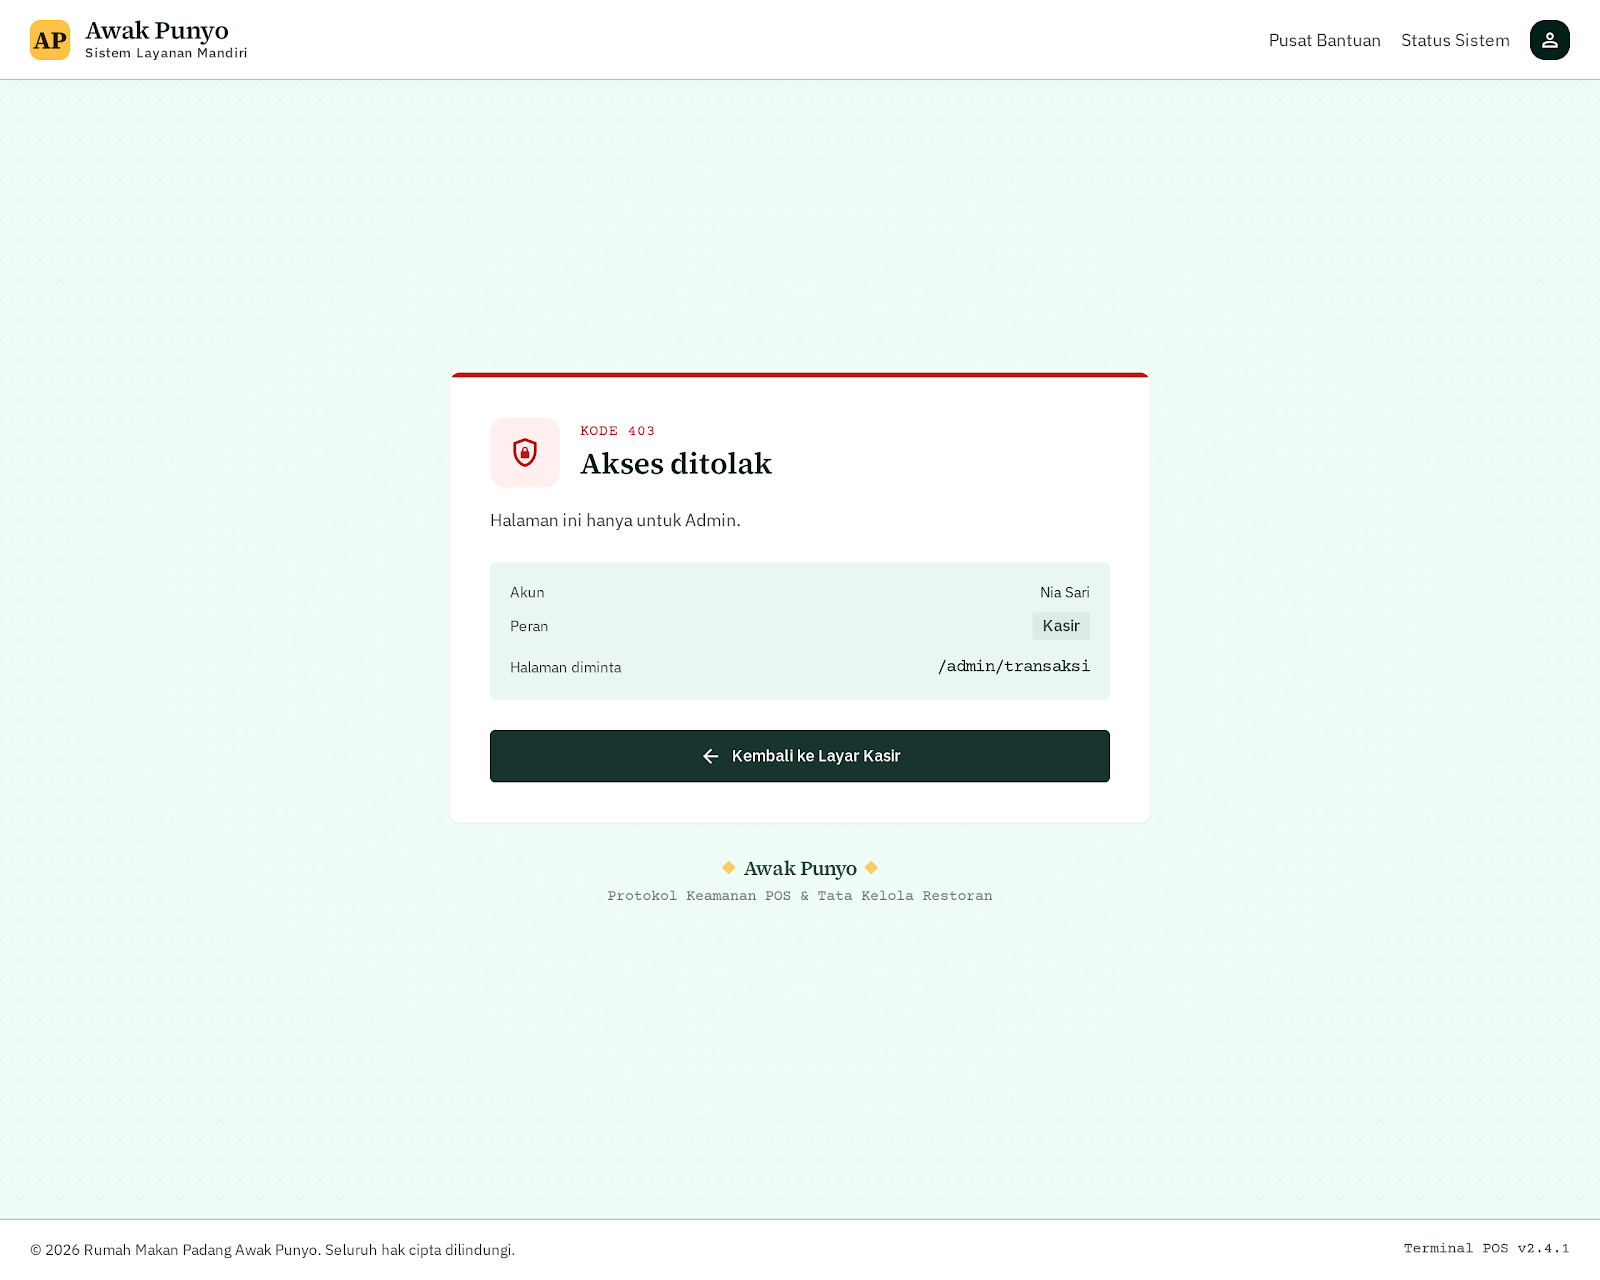 AP
Awak Punyo
Sistem Layanan Mandiri
Pusat Bantuan
Status Sistem
KODE 403
Akses ditolak
Halaman ini hanya untuk Admin.
Akun
Nia Sari
Peran
Kasir
Halaman diminta
/admin/transaksi
Kembali ke Layar Kasir
Awak Punyo
Protokol Keamanan POS & Tata Kelola Restoran
© 2026 Rumah Makan Padang Awak Punyo. Seluruh hak cipta dilindungi.
Terminal POS v2.4.1